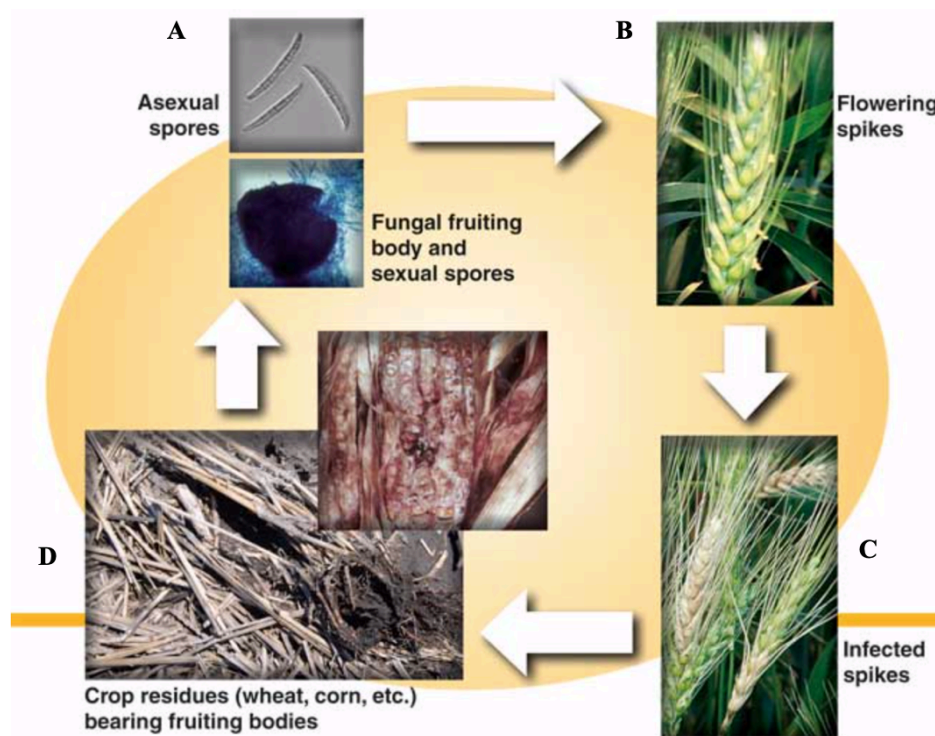 A
B
Asexual
spores
Flowering
spikes
Fungal fruiting
body and
sexual spores
D
C
Crop residues (wheat, corn, etc.)
bearing fruiting bodies
Infected
spikes